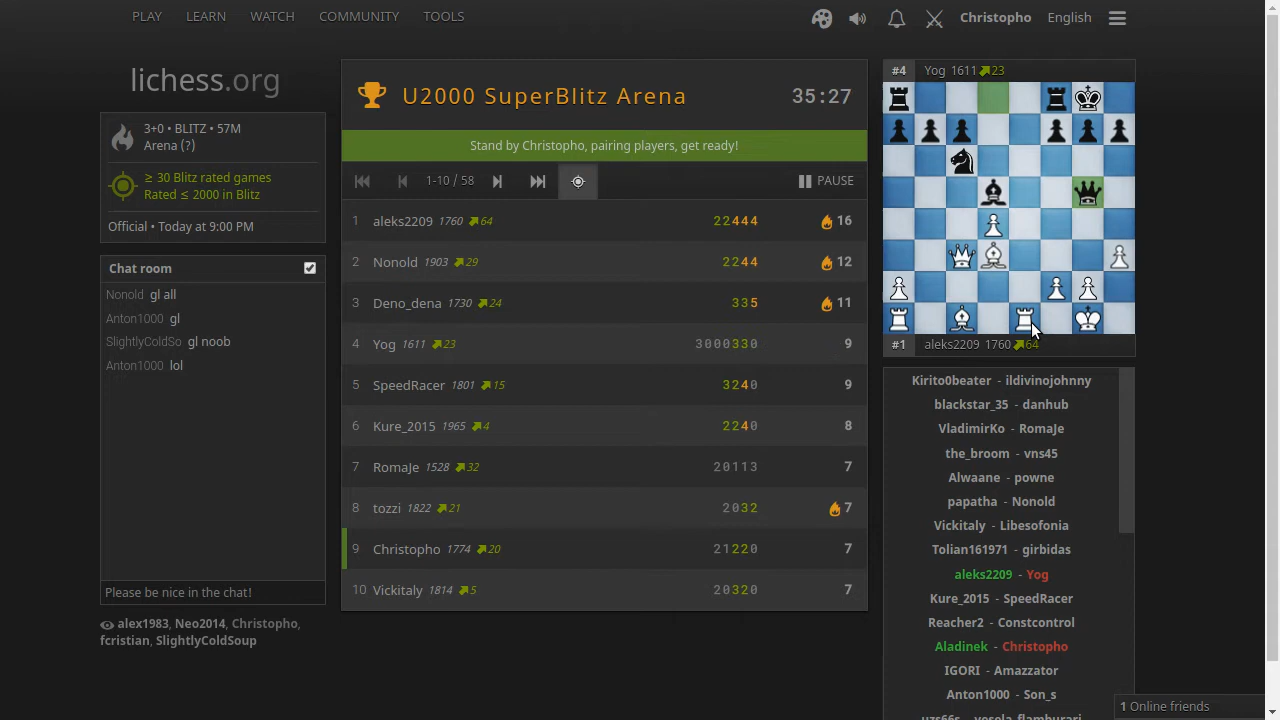 PLAY LEARN WATCH COMMUNITY TOOLS
Christopho English
lichess.org
3+0 • BLITZ • 57M
Arena (?)
≥ 30 Blitz rated games
Rated ≤ 2000 in Blitz
Official • Today at 9:00 PM
Chat room
Nonold gl all
Anton1000 gl
SlightlyColdSo gl noob
Anton1000 lol
Please be nice in the chat!
alex1983, Neo2014, Christopho,
fcristian, SlightlyColdSoup
U2000 SuperBlitz Arena 35:27
Stand by Christopho, pairing players, get ready!
1-10 / 58 PAUSE
1 aleks2209 1760 64 22444 16
2 Nonold 1903 29 2244 12
3 Deno_dena 1730 24 335 11
4 Yog 1611 23 3000330 9
5 SpeedRacer 1801 15 3240 9
6 Kure_2015 1965 4 2240 8
7 RomaJe 1528 32 20113 7
8 tozzi 1822 21 2032 7
9 Christopho 1774 20 21220 7
10 Vickitaly 1814 5 20320 7
#4 Yog 1611 23
#1 aleks2209 1760 64
Kirito0beater - ildivinojohnny
blackstar_35 - danhub
VladimirKo - RomaJe
the_broom - vns45
Alwaane - powne
papatha - Nonold
Vickitaly - Libesofonia
Tolian161971 - girbidas
aleks2209 - Yog
Kure_2015 - SpeedRacer
Reacher2 - Constcontrol
Aladinek - Christopho
IGORI - Amazzator
Anton1000 - Son_s
1 Online friends